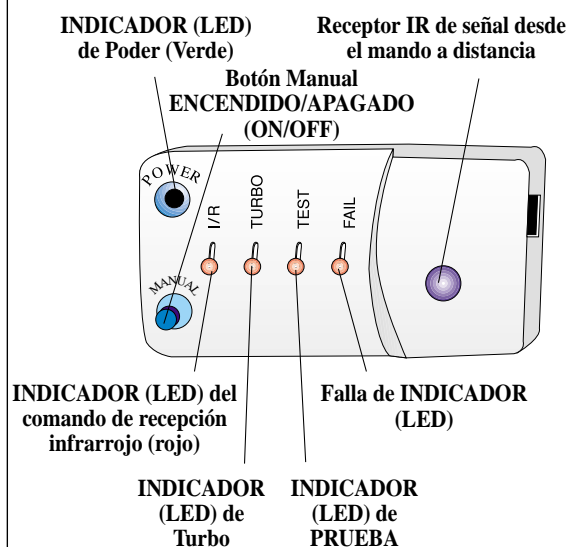 INDICADOR (LED)
de Poder (Verde)
Receptor IR de señal desde
el mando a distancia
Botón Manual
ENCENDIDO/APAGADO
(ON/OFF)
POWER
I/R
TURBO
TEST
FAIL
MANUAL
INDICADOR (LED) del
comando de recepción
infrarrojo (rojo)
Falla de INDICADOR
(LED)
INDICADOR
(LED) de
Turbo
INDICADOR
(LED) de
PRUEBA